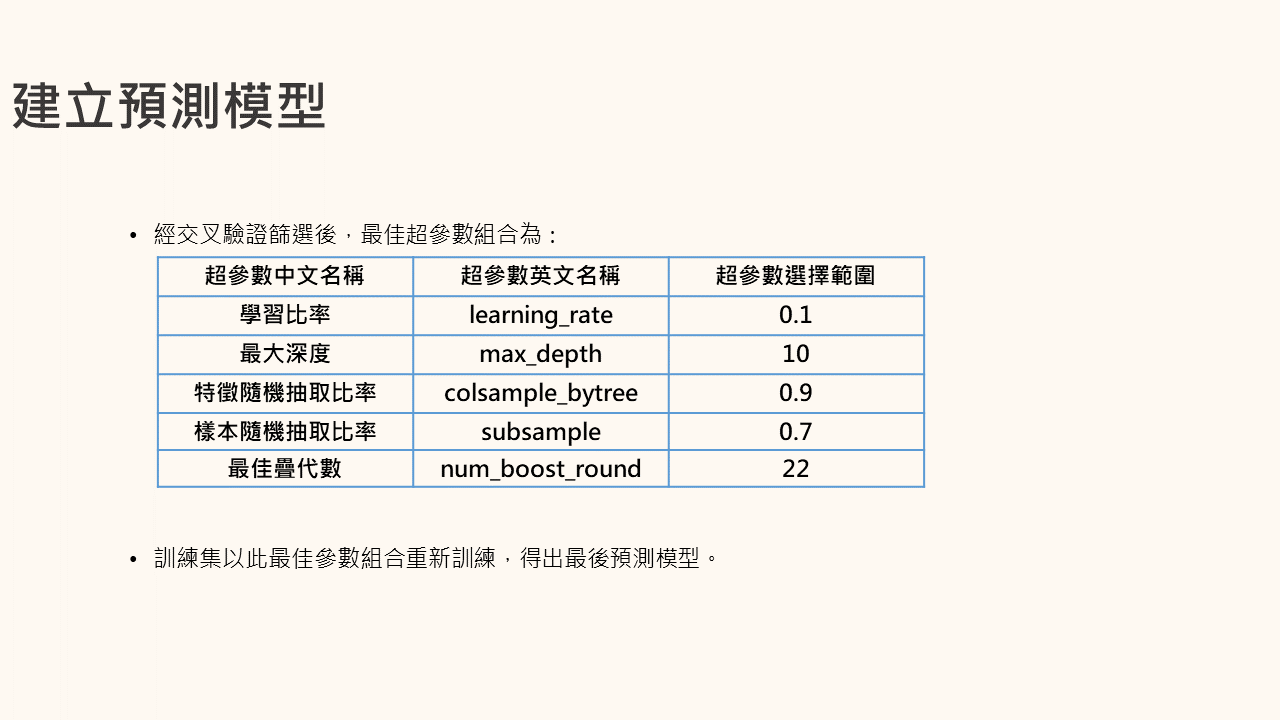 建立預測模型
• 經交叉驗證篩選後，最佳超參數組合為：
超參數中文名稱 超參數英文名稱 超參數選擇範圍
學習比率 learning_rate 0.1
最大深度 max_depth 10
特徵隨機抽取比率 colsample_bytree 0.9
樣本隨機抽取比率 subsample 0.7
最佳疊代數 num_boost_round 22
• 訓練集以此最佳參數組合重新訓練，得出最後預測模型。